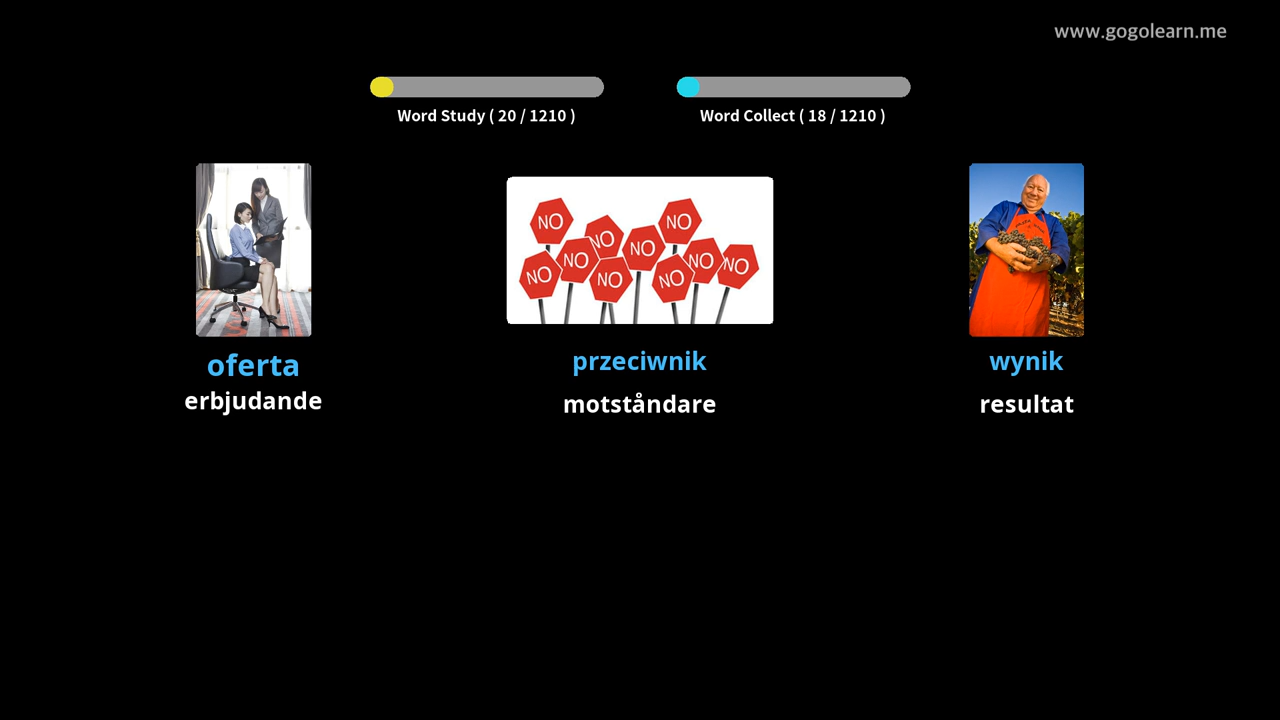 www.gogolearn.me
Word Study ( 20 / 1210 )
Word Collect ( 18 / 1210 )
NO
NO
NO
NO
NO
NO
NO
NO
NO
NO
oferta
przeciwnik
wynik
erbjudande
motståndare
resultat